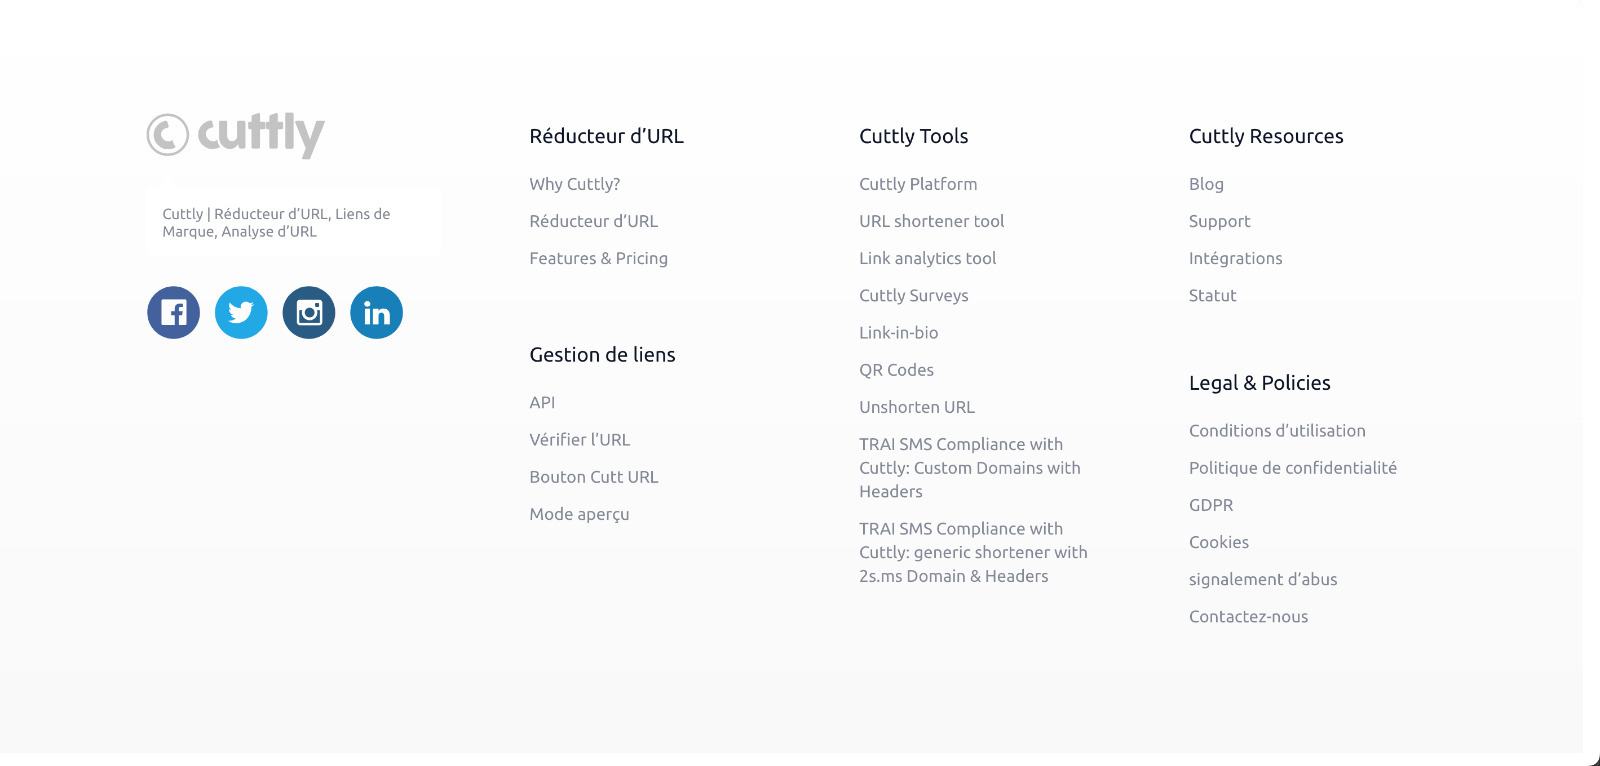 cuttly
Cuttly | Réducteur d’URL, Liens de
Marque, Analyse d’URL
Réducteur d’URL
Why Cuttly?
Réducteur d’URL
Features & Pricing
Gestion de liens
API
Vérifier l’URL
Bouton Cutt URL
Mode aperçu
Cuttly Tools
Cuttly Platform
URL shortener tool
Link analytics tool
Cuttly Surveys
Link-in-bio
QR Codes
Unshorten URL
TRAI SMS Compliance with
Cuttly: Custom Domains with
Headers
TRAI SMS Compliance with
Cuttly: generic shortener with
2s.ms Domain & Headers
Cuttly Resources
Blog
Support
Intégrations
Statut
Legal & Policies
Conditions d’utilisation
Politique de confidentialité
GDPR
Cookies
signalement d’abus
Contactez-nous